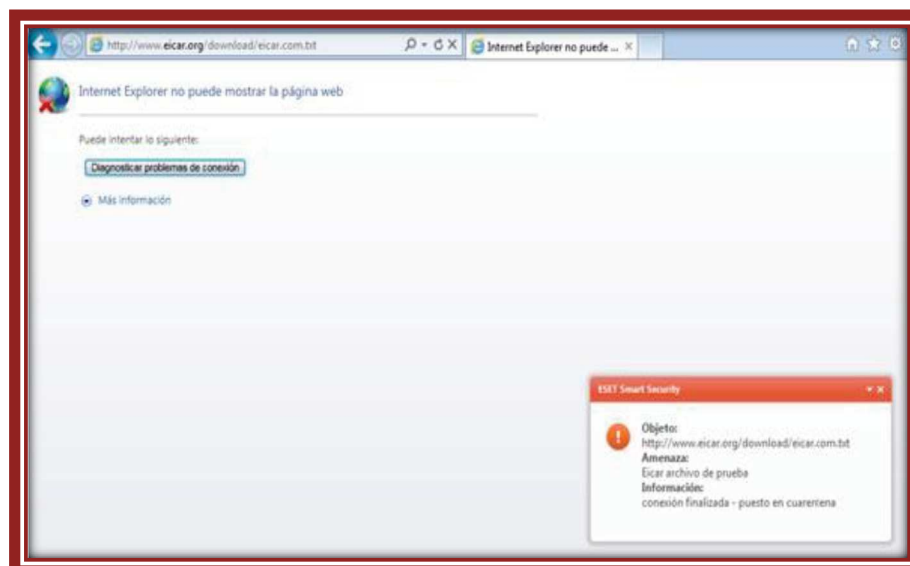 http://www.eicar.org/download/eicar.com.txt
Internet Explorer no puede ...
Internet Explorer no puede mostrar la página web
Puede intentar lo siguiente:
Diagnosticar problemas de conexión
Más información
ESET Smart Security
Objeto:
http://www.eicar.org/download/eicar.com.txt
Amenaza:
Eicar archivo de prueba
Información:
conexión finalizada - puesto en cuarentena